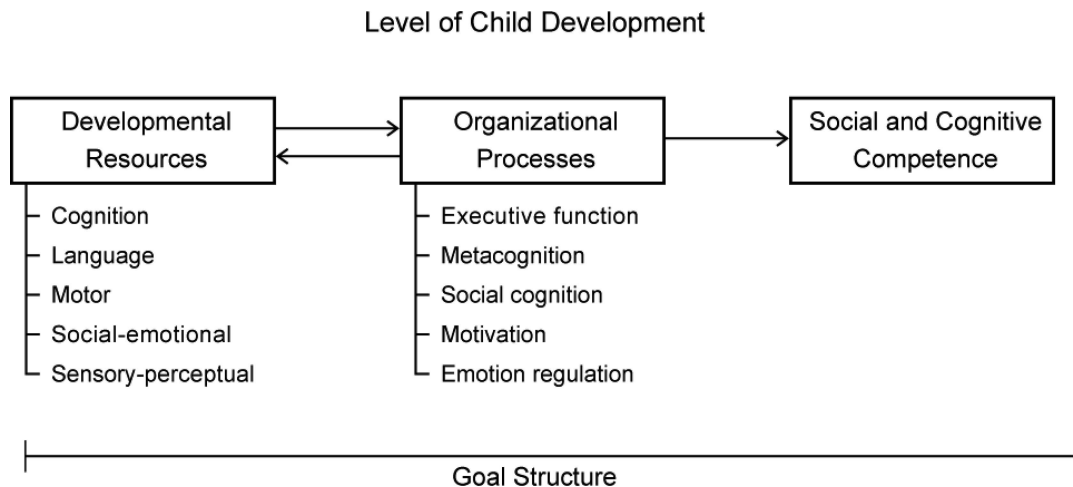 Level of Child Development
Developmental
Resources
Cognition
Language
Motor
Social-emotional
Sensory-perceptual
Organizational
Processes
Executive function
Metacognition
Social cognition
Motivation
Emotion regulation
Social and Cognitive
Competence
Goal Structure